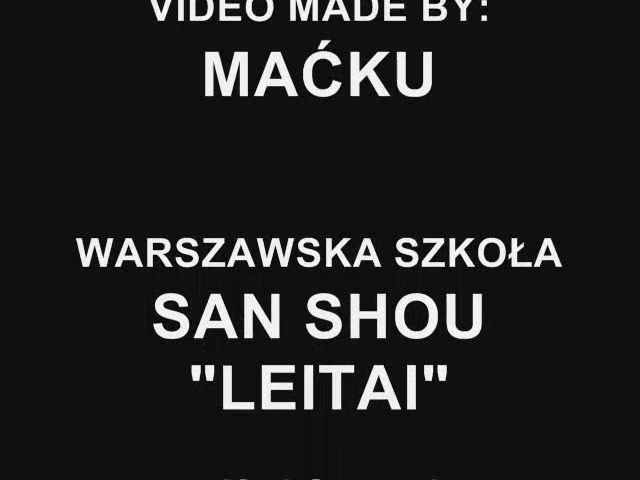 VIDEO MADE BY:
MAĆKU
WARSZAWSKA SZKOŁA
SAN SHOU
"LEITAI"